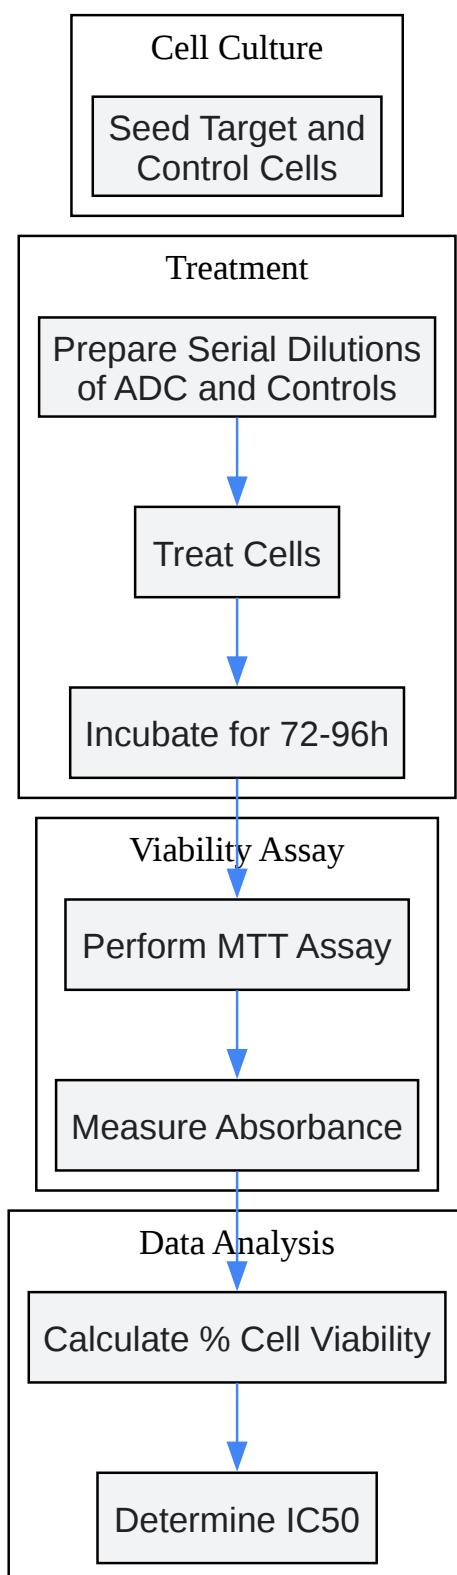 Cell Culture
Seed Target and
Control Cells
Treatment
Prepare Serial Dilutions
of ADC and Controls
Treat Cells
Incubate for 72-96h
Viability Assay
Perform MTT Assay
Measure Absorbance
Data Analysis
Calculate % Cell Viability
Determine IC50